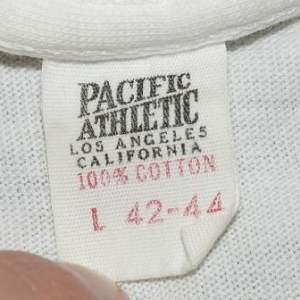 PACIFIC
ATHLETIC
LOS ANGELES
CALIFORNIA
100% COTTON
L 42-44